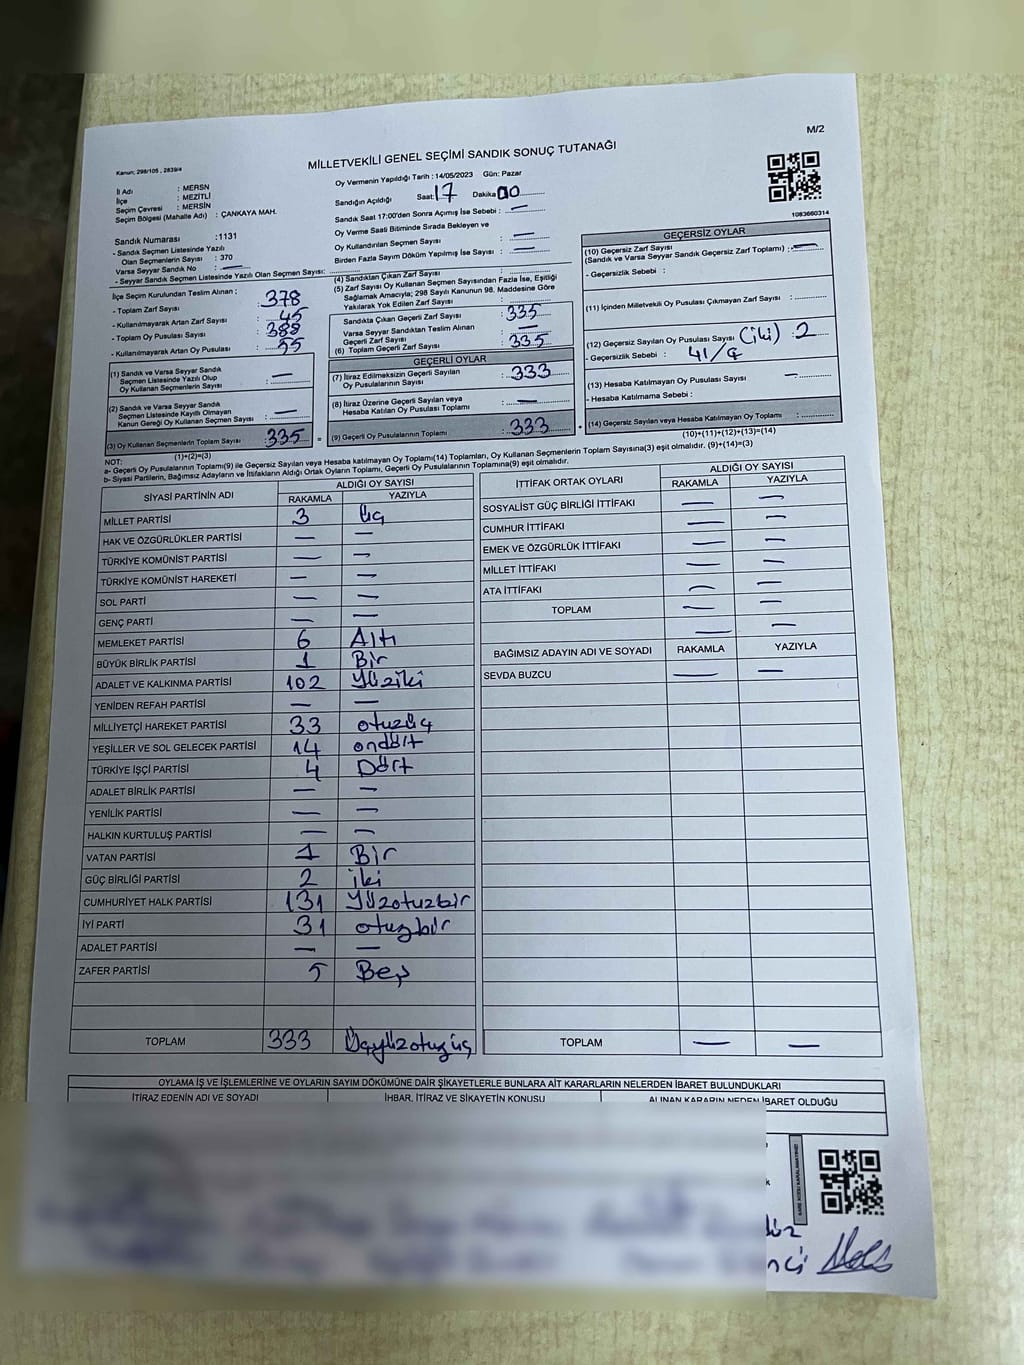 M/2
MİLLETVEKİLİ GENEL SEÇİMİ SANDIK SONUÇ TUTANAĞI
Kanun; 298/105 , 2839/4
İl Adı : MERSN
İlçe : MEZİTLİ
Seçim Çevresi : MERSİN
Seçim Bölgesi (Mahalle Adı) : ÇANKAYA MAH.
Sandık Numarası :1131
- Sandık Seçmen Listesinde Yazılı
Olan Seçmenlerin Sayısı : 370
Varsa Seyyar Sandık No : —
- Seyyar Sandık Seçmen Listesinde Yazılı Olan Seçmen Sayısı:
Oy Vermenin Yapıldığı Tarih : 14/05/2023 Gün: Pazar
Sandığın Açıldığı Saat: 17 Dakika 00
Sandık Saat 17:00'den Sonra Açımış İse Sebebi : —
Oy Verme Saati Bitiminde Sırada Bekleyen ve
Oy Kullandırılan Seçmen Sayısı : —
Birden Fazla Sayım Döküm Yapılmış İse Sayısı : —
1083660314
İlçe Seçim Kurulundan Teslim Alınan ;
- Toplam Zarf Sayısı : 378
- Kullanılmayarak Artan Zarf Sayısı : 45
- Toplam Oy Pusulası Sayısı : 388
- Kullanılmayarak Artan Oy Pusulası : 55
(1) Sandık ve Varsa Seyyar Sandık
Seçmen Listesinde Yazılı Olup
Oy Kullanan Seçmenlerin Sayısı : —
(2) Sandık ve Varsa Seyyar Sandık
Seçmen Listesinde Kayıtlı Olmayan
Kanun Gereği Oy Kullanan Seçmen Sayısı : —
(3) Oy Kullanan Seçmenlerin Toplam Sayısı :335 =
(1)+(2)=(3)
(4) Sandıktan Çıkan Zarf Sayısı :
(5) Zarf Sayısı Oy Kullanan Seçmen Sayısından Fazla İse, Eşitliği
Sağlamak Amacıyla; 298 Sayılı Kanunun 98. Maddesine Göre
Yakılarak Yok Edilen Zarf Sayısı :
Sandıkta Çıkan Geçerli Zarf Sayısı : 335
Varsa Seyyar Sandıktan Teslim Alınan
Geçerli Zarf Sayısı : —
(6) Toplam Geçerli Zarf Sayısı : 335
GEÇERLİ OYLAR
(7) İtiraz Edilmeksizin Geçerli Sayılan
Oy Pusulalarının Sayısı : 333
(8) İtiraz Üzerine Geçerli Sayılan veya
Hesaba Katılan Oy Pusulası Toplamı : —
(9) Geçerli Oy Pusulalarının Toplamı : 333 +
GEÇERSİZ OYLAR
(10) Geçersiz Zarf Sayısı
(Sandık ve Varsa Seyyar Sandık Geçersiz Zarf Toplamı) : —
- Geçersizlik Sebebi :
(11) İçinden Milletvekili Oy Pusulası Çıkmayan Zarf Sayısı :
(12) Geçersiz Sayılan Oy Pusulası Sayısı (iki) : 2
- Geçersizlik Sebebi : 41/ç
(13) Hesaba Katılmayan Oy Pusulası Sayısı : —
- Hesaba Katılmama Sebebi :
(14) Geçersiz Sayılan veya Hesaba Katılmayan Oy Toplamı :
(10)+(11)+(12)+(13)=(14)
NOT:
a- Geçerli Oy Pusulalarının Toplamı(9) ile Geçersiz Sayılan veya Hesaba katılmayan Oy Toplamı(14) Toplamları, Oy Kullanan Seçmenlerin Toplam Sayısına(3) eşit olmalıdır. (9)+(14)=(3)
b- Siyasi Partilerin, Bağımsız Adayların ve İttifakların Aldığı Ortak Oyların Toplamı, Geçerli Oy Pusulalarının Toplamına(9) eşit olmalıdır.
SİYASİ PARTİNİN ADI ALDIĞI OY SAYISI
RAKAMLA YAZIYLA
MİLLET PARTİSİ 3 Üç
HAK VE ÖZGÜRLÜKLER PARTİSİ — —
TÜRKİYE KOMÜNİST PARTİSİ — —
TÜRKİYE KOMÜNİST HAREKETİ — —
SOL PARTİ — —
GENÇ PARTİ — —
MEMLEKET PARTİSİ 6 Altı
BÜYÜK BİRLİK PARTİSİ 1 Bir
ADALET VE KALKINMA PARTİSİ 102 Yüziki
YENİDEN REFAH PARTİSİ — —
MİLLİYETÇİ HAREKET PARTİSİ 33 otuzüç
YEŞİLLER VE SOL GELECEK PARTİSİ 14 ondört
TÜRKİYE İŞÇİ PARTİSİ 4 Dört
ADALET BİRLİK PARTİSİ — —
YENİLİK PARTİSİ — —
HALKIN KURTULUŞ PARTİSİ — —
VATAN PARTİSİ 1 Bir
GÜÇ BİRLİĞİ PARTİSİ 2 iki
CUMHURİYET HALK PARTİSİ 131 Yüzotuzbir
İYİ PARTİ 31 otuzbir
ADALET PARTİSİ — —
ZAFER PARTİSİ 5 Beş
TOPLAM 333 Üçyüzotuzüç
İTTİFAK ORTAK OYLARI ALDIĞI OY SAYISI
RAKAMLA YAZIYLA
SOSYALİST GÜÇ BİRLİĞİ İTTİFAKI — —
CUMHUR İTTİFAKI — —
EMEK VE ÖZGÜRLÜK İTTİFAKI — —
MİLLET İTTİFAKI — —
ATA İTTİFAKI — —
TOPLAM — —
— —
BAĞIMSIZ ADAYIN ADI VE SOYADI RAKAMLA YAZIYLA
SEVDA BUZCU — —
TOPLAM — —
OYLAMA İŞ VE İŞLEMLERİNE VE OYLARIN SAYIM DÖKÜMÜNE DAİR ŞİKAYETLERLE BUNLARA AİT KARARLARIN NELERDEN İBARET BULUNDUKLARI
İTİRAZ EDENİN ADI VE SOYADI İHBAR, İTİRAZ VE ŞİKAYETİN KONUSU ALINAN KARARIN NEDEN İBARET OLDUĞU